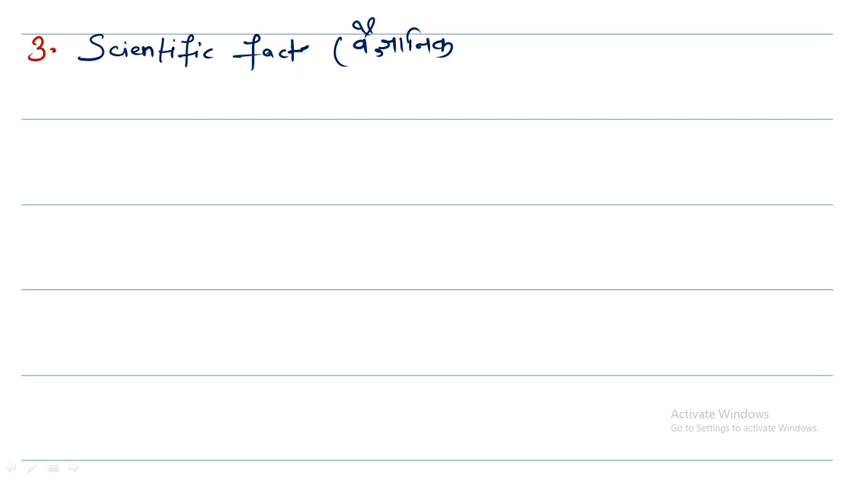 3. Scientific fact (वैज्ञानिक
Activate Windows
Go to Settings to activate Windows.